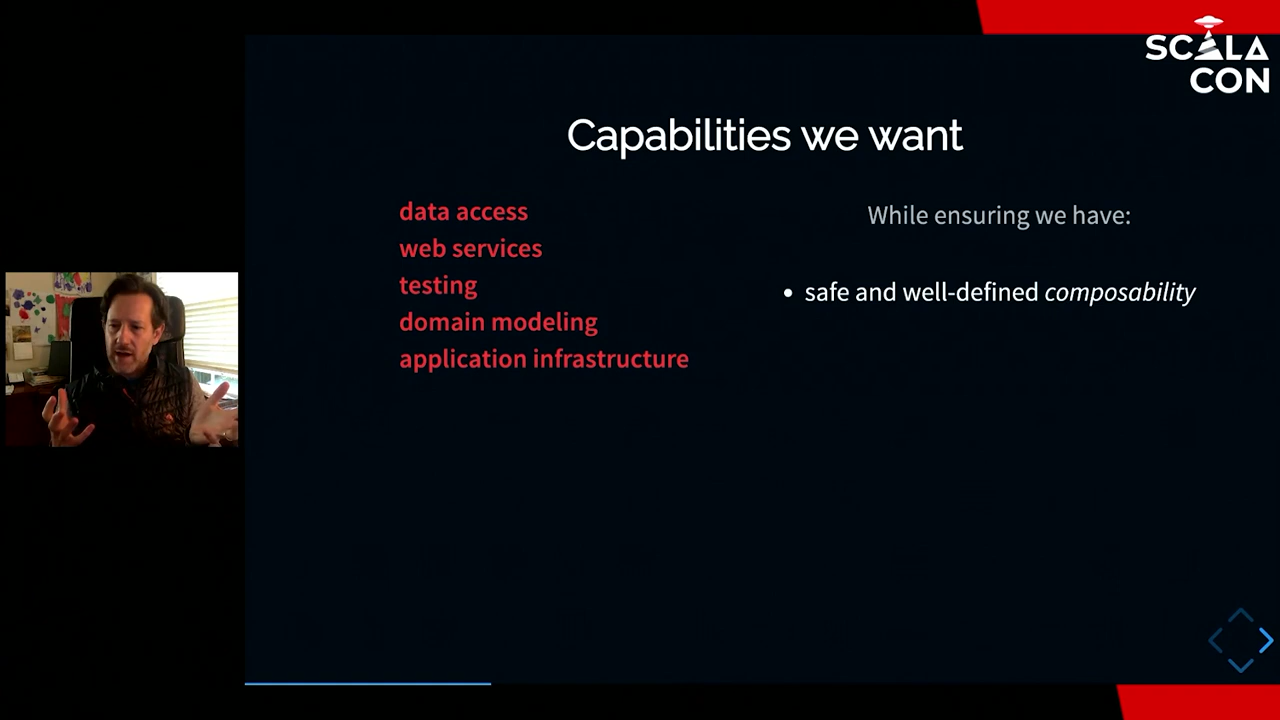 SCALA
CON
Capabilities we want
data access
web services
testing
domain modeling
application infrastructure
While ensuring we have:
• safe and well-defined composability